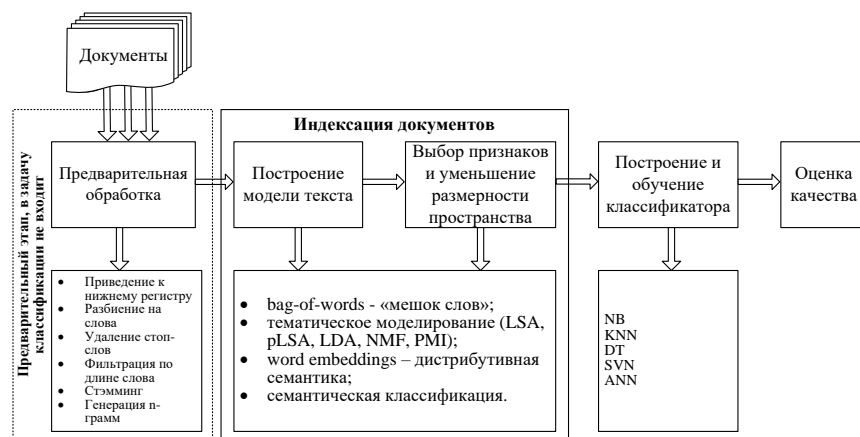 Документы
Предварительный этап, в задачу
классификации не входит
Предварительная
обработка
Индексация документов
Построение
модели текста
Выбор признаков
и уменьшение
размерности
пространства
Построение и
обучение
классификатора
Оценка
качества
• Приведение к
нижнему регистру
• Разбиение на
слова
• Удаление стоп-
слов
• Фильтрация по
длине слова
• Стэмминг
• Генерация n-
грамм
• bag-of-words - «мешок слов»;
• тематическое моделирование (LSA,
pLSA, LDA, NMF, PMI);
• word embeddings – дистрибутивная
семантика;
• семантическая классификация.
NB
KNN
DT
SVN
ANN